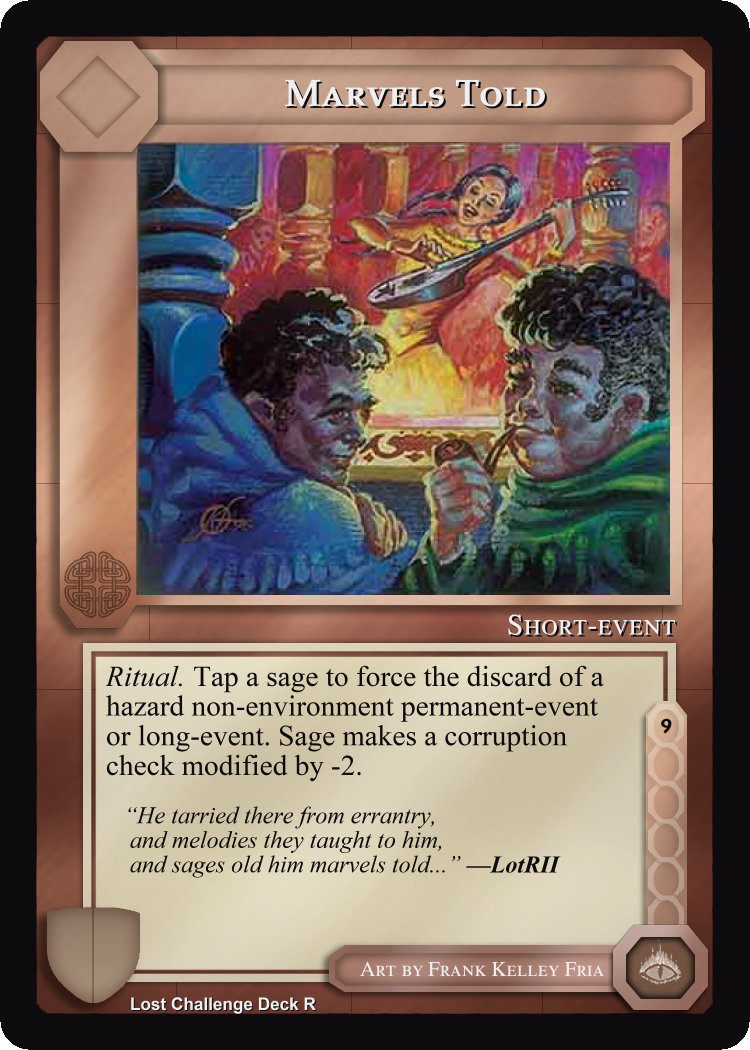 Marvels Told
Short-event
Ritual. Tap a sage to force the discard of a
hazard non-environment permanent-event
or long-event. Sage makes a corruption
check modified by -2.
9
“He tarried there from errantry,
and melodies they taught to him,
and sages old him marvels told...” —LotRII
Art by Frank Kelley Fria
Lost Challenge Deck R